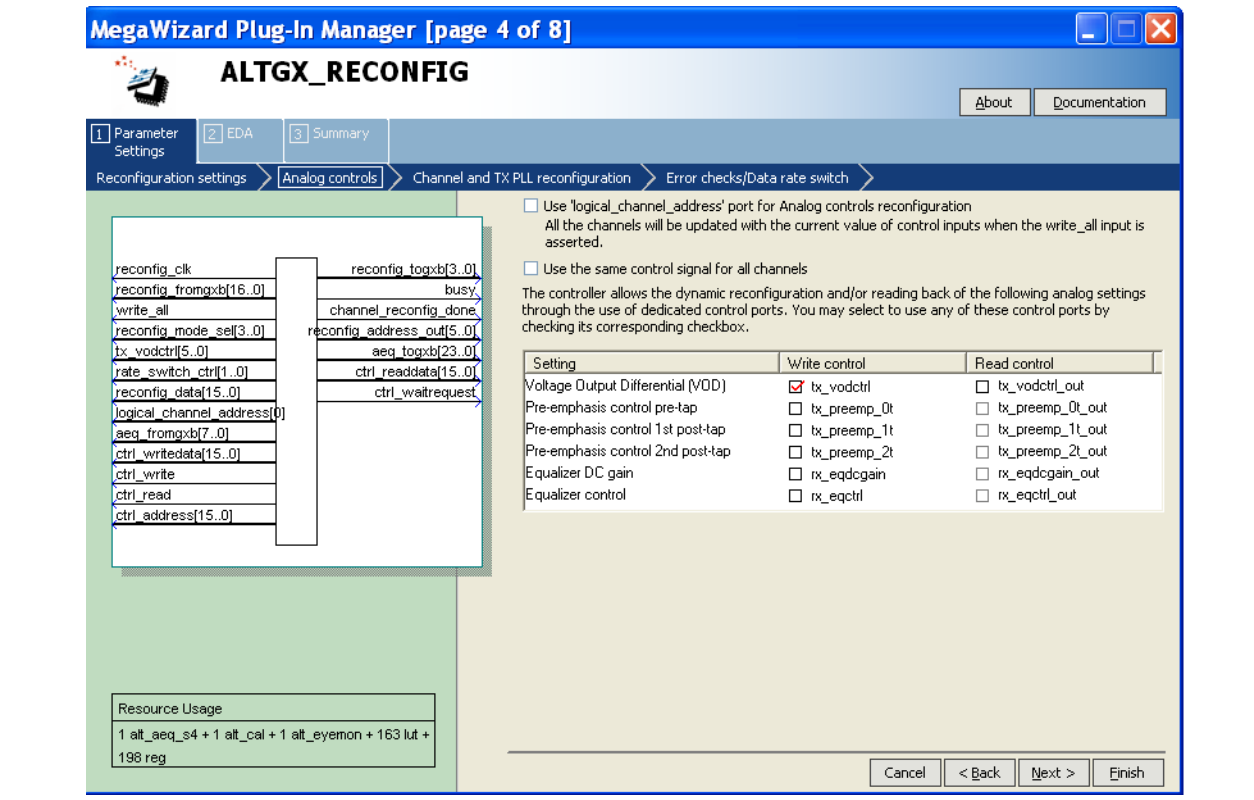 MegaWizard Plug-In Manager [page 4 of 8]
ALTGX_RECONFIG
About
Documentation
1 Parameter Settings
2 EDA
3 Summary
Reconfiguration settings
Analog controls
Channel and TX PLL reconfiguration
Error checks/Data rate switch
reconfig_clk
reconfig_fromgxb[16..0]
write_all
reconfig_mode_sel[3..0]
tx_vodctrl[5..0]
rate_switch_ctrl[1..0]
reconfig_data[15..0]
logical_channel_address[0]
aeq_fromgxb[7..0]
ctrl_writedata[15..0]
ctrl_write
ctrl_read
ctrl_address[15..0]
reconfig_togxb[3..0]
busy
channel_reconfig_done
reconfig_address_out[5..0]
aeq_togxb[23..0]
ctrl_readdata[15..0]
ctrl_waitrequest
Resource Usage
1 alt_aeq_s4 + 1 alt_cal + 1 alt_eyemon + 163 lut +
198 reg
Use 'logical_channel_address' port for Analog controls reconfiguration
All the channels will be updated with the current value of control inputs when the write_all input is
asserted.
Use the same control signal for all channels
The controller allows the dynamic reconfiguration and/or reading back of the following analog settings
through the use of dedicated control ports. You may select to use any of these control ports by
checking its corresponding checkbox.
Setting Write control Read control
Voltage Output Differential (VOD) tx_vodctrl tx_vodctrl_out
Pre-emphasis control pre-tap tx_preemp_0t tx_preemp_0t_out
Pre-emphasis control 1st post-tap tx_preemp_1t tx_preemp_1t_out
Pre-emphasis control 2nd post-tap tx_preemp_2t tx_preemp_2t_out
Equalizer DC gain rx_eqdcgain rx_eqdcgain_out
Equalizer control rx_eqctrl rx_eqctrl_out
Cancel
< Back
Next >
Finish